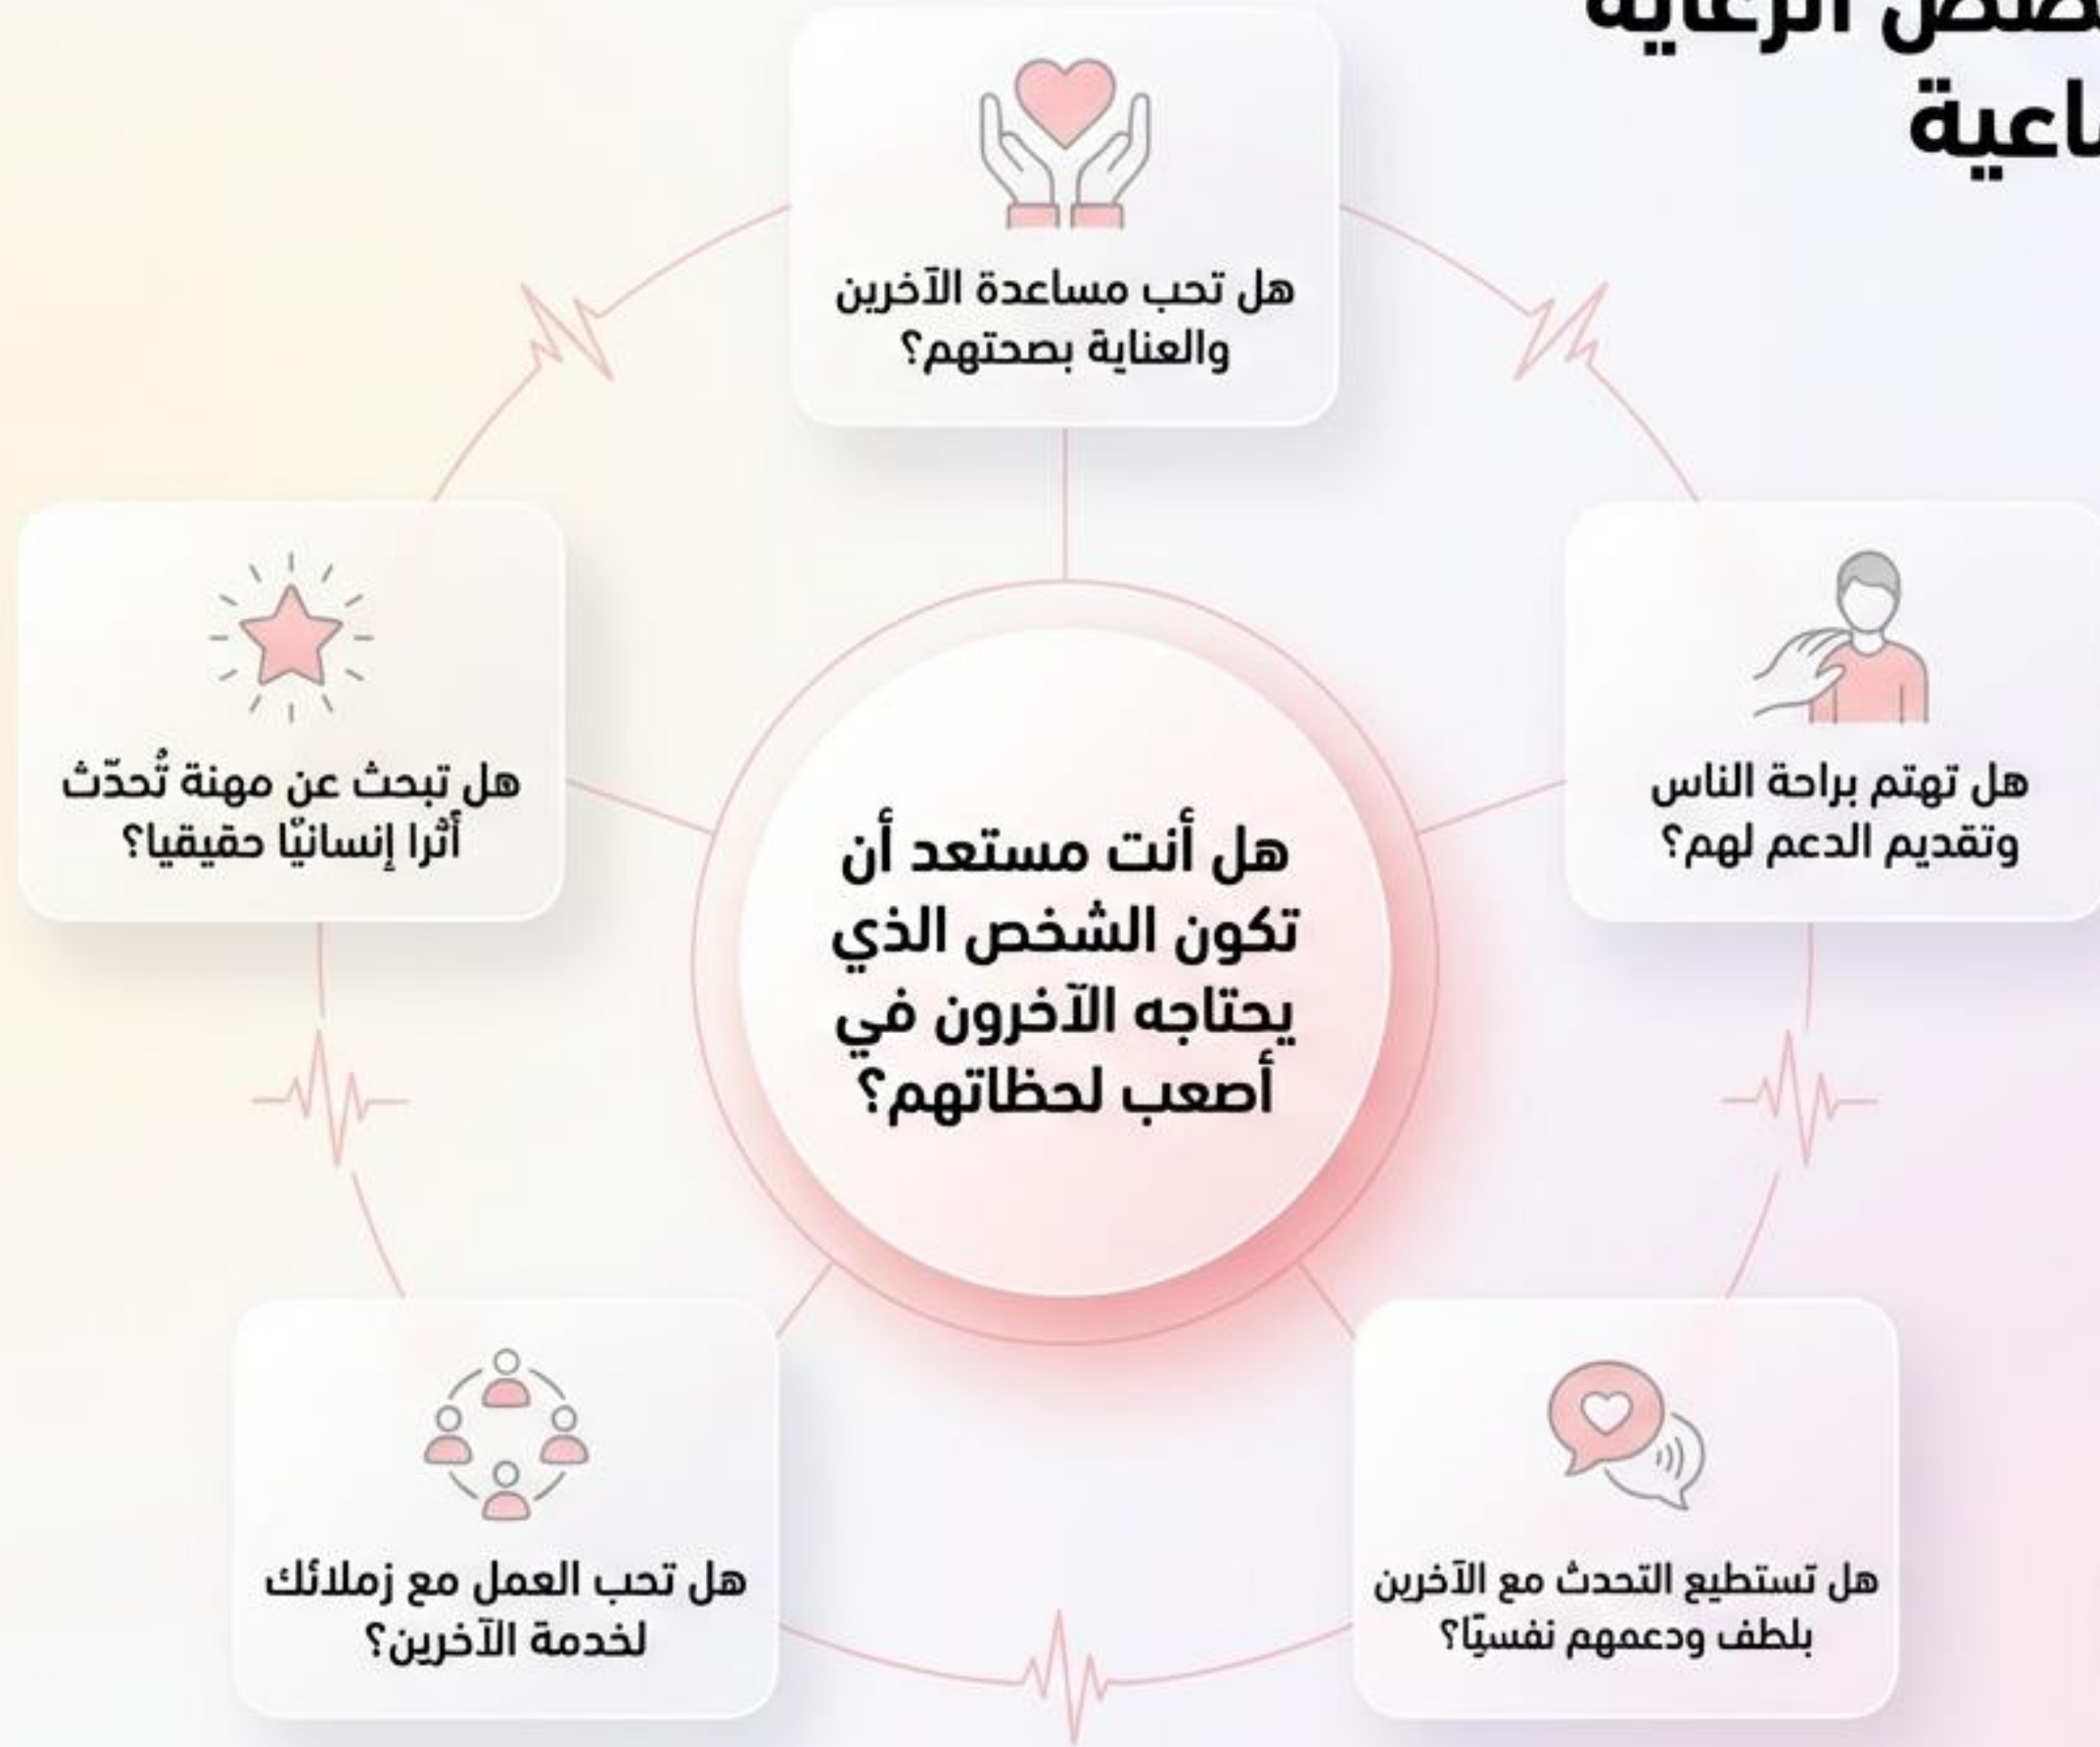 الرعاية
هل تحب مساعدة الآخرين
والعناية بصحتهم؟
هل تهتم براحة الناس
وتقديم الدعم لهم؟
هل تبحث عن مهنة تُحدّث
أثرا إنسانيًا حقيقيا؟
هل أنت مستعد أن
تكون الشخص الذي
يحتاجه الآخرون في
أصعب لحظاتهم؟
هل تستطيع التحدث مع الآخرين
بلطف ودعمهم نفسيًا؟
هل تحب العمل مع زملائك
لخدمة الآخرين؟